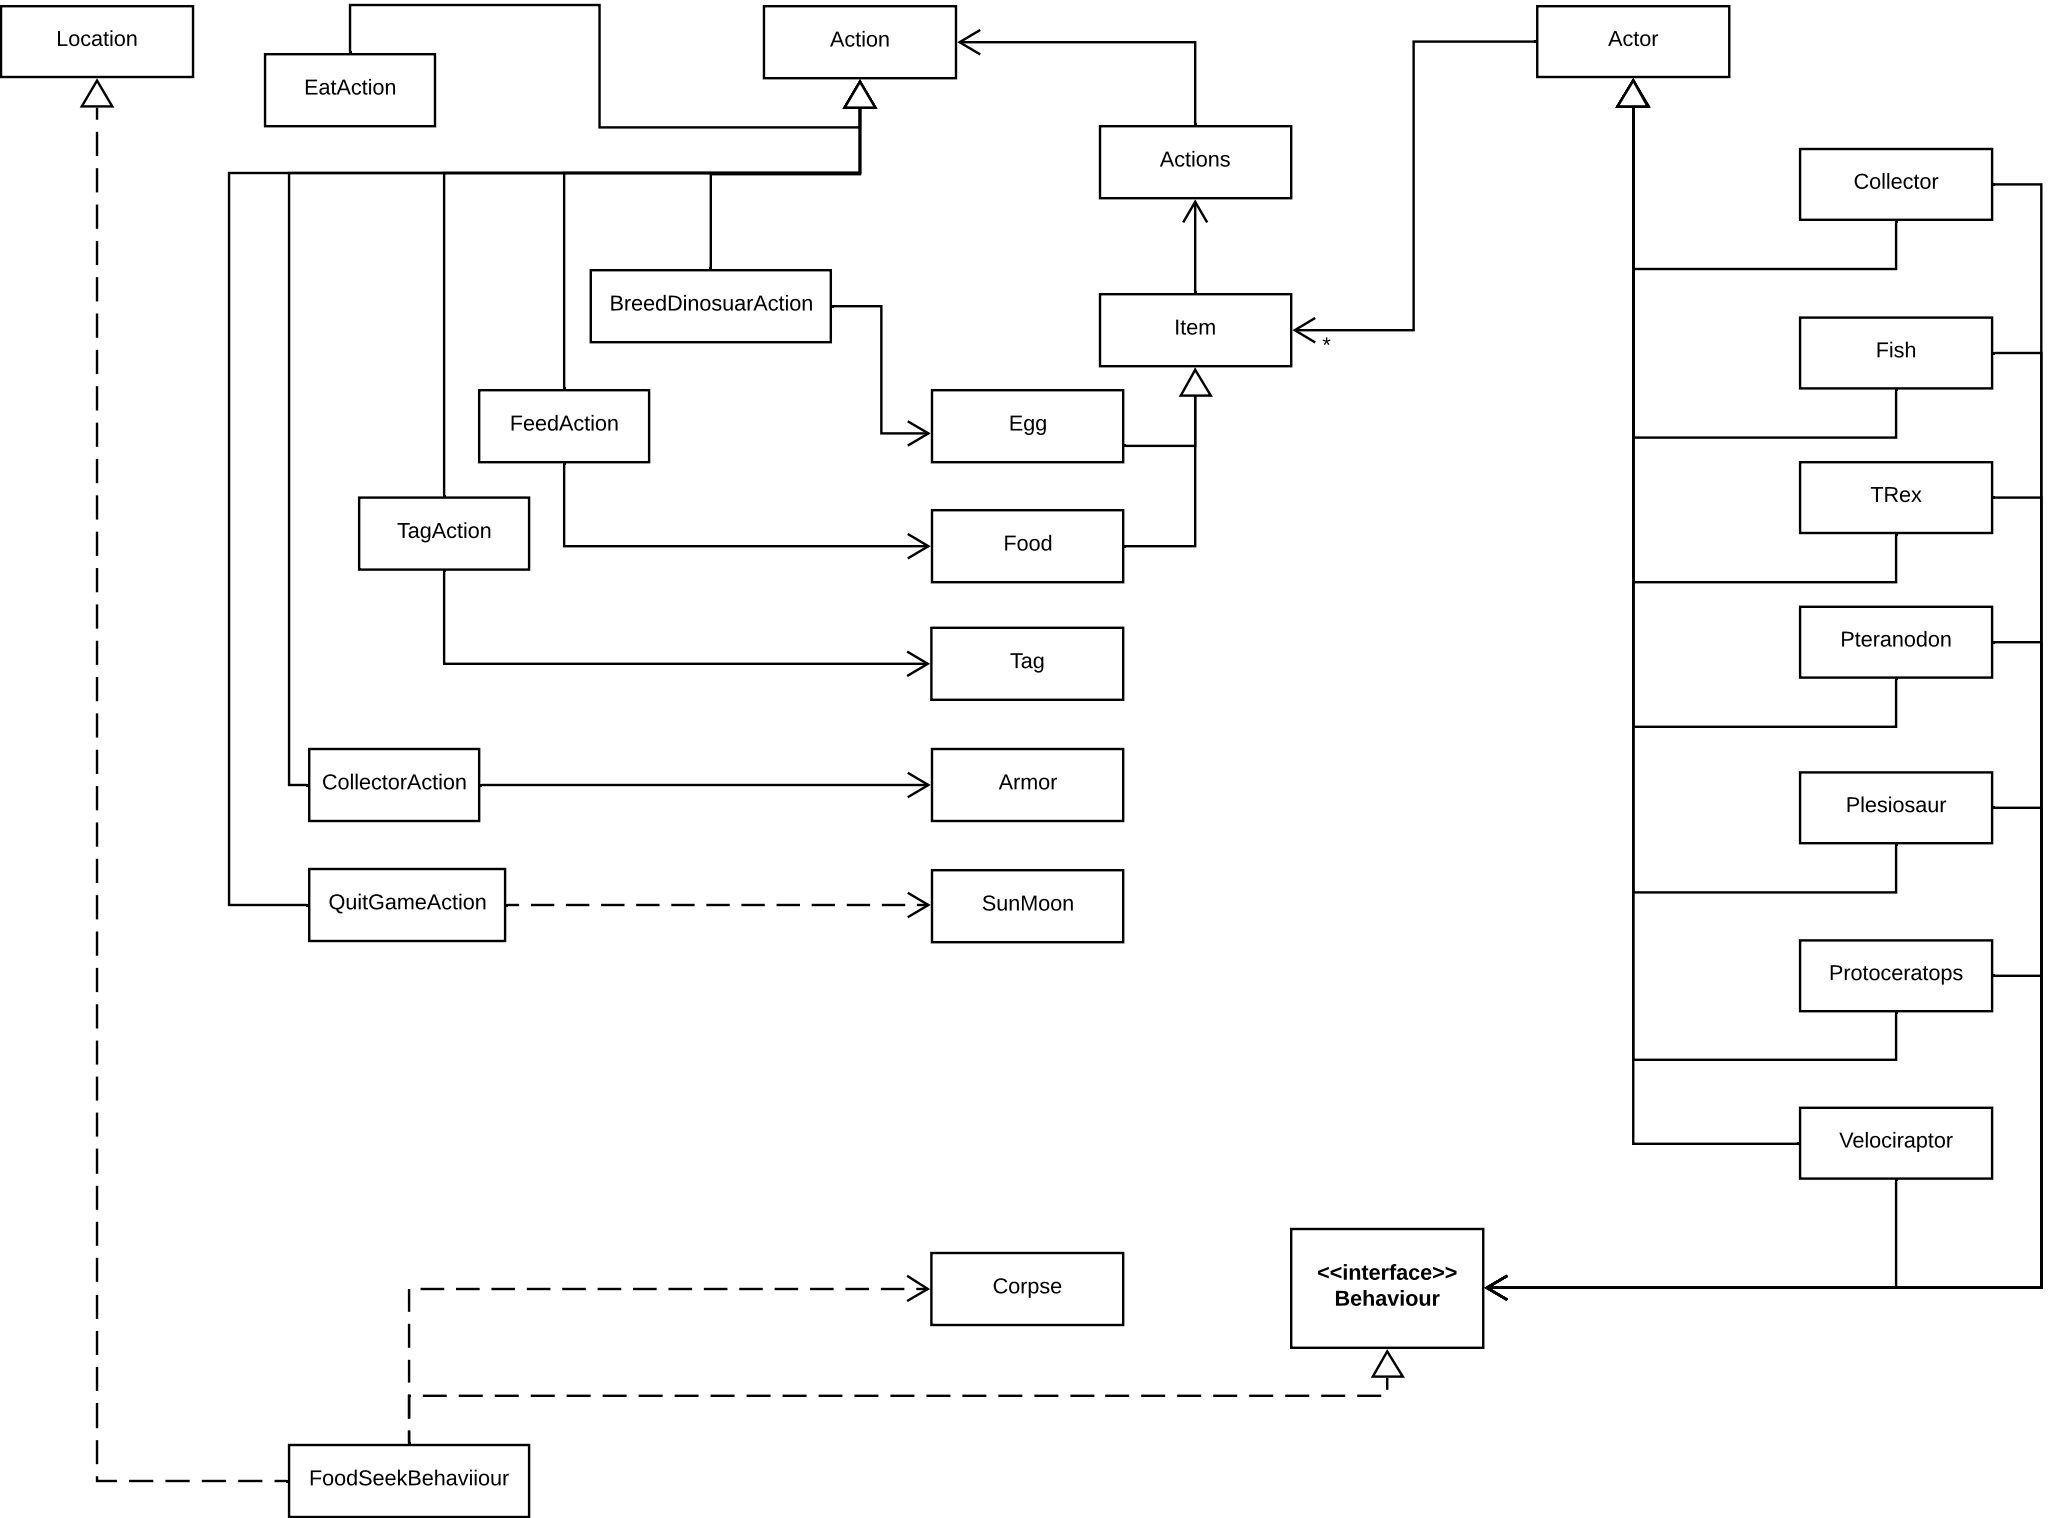 Location
Action
Actor
EatAction
Actions
Collector
BreedDinosuarAction
Item
*
Fish
FeedAction
Egg
TRex
TagAction
Food
Pteranodon
Tag
CollectorAction
Armor
Plesiosaur
QuitGameAction
SunMoon
Protoceratops
Velociraptor
Corpse
<<interface>>
Behaviour
FoodSeekBehaviiour